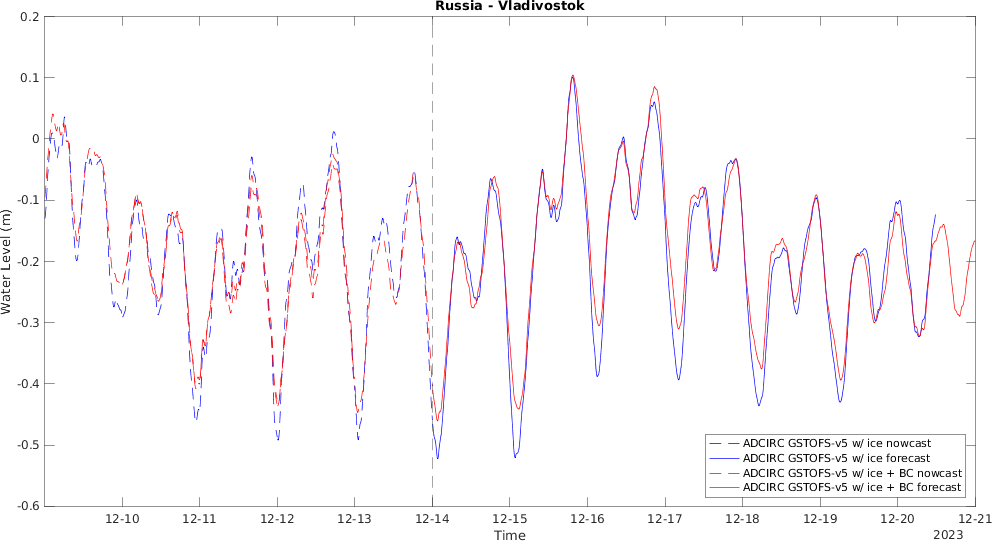 Russia - Vladivostok
0.2
0.1
0
-0.1
-0.2
-0.3
-0.4
-0.5
-0.6
Water Level (m)
ADCIRC GSTOFS-v5 w/ ice nowcast
ADCIRC GSTOFS-v5 w/ ice forecast
ADCIRC GSTOFS-v5 w/ ice + BC nowcast
ADCIRC GSTOFS-v5 w/ ice + BC forecast
12-10 12-11 12-12 12-13 12-14 12-15 12-16 12-17 12-18 12-19 12-20 12-21
Time
2023